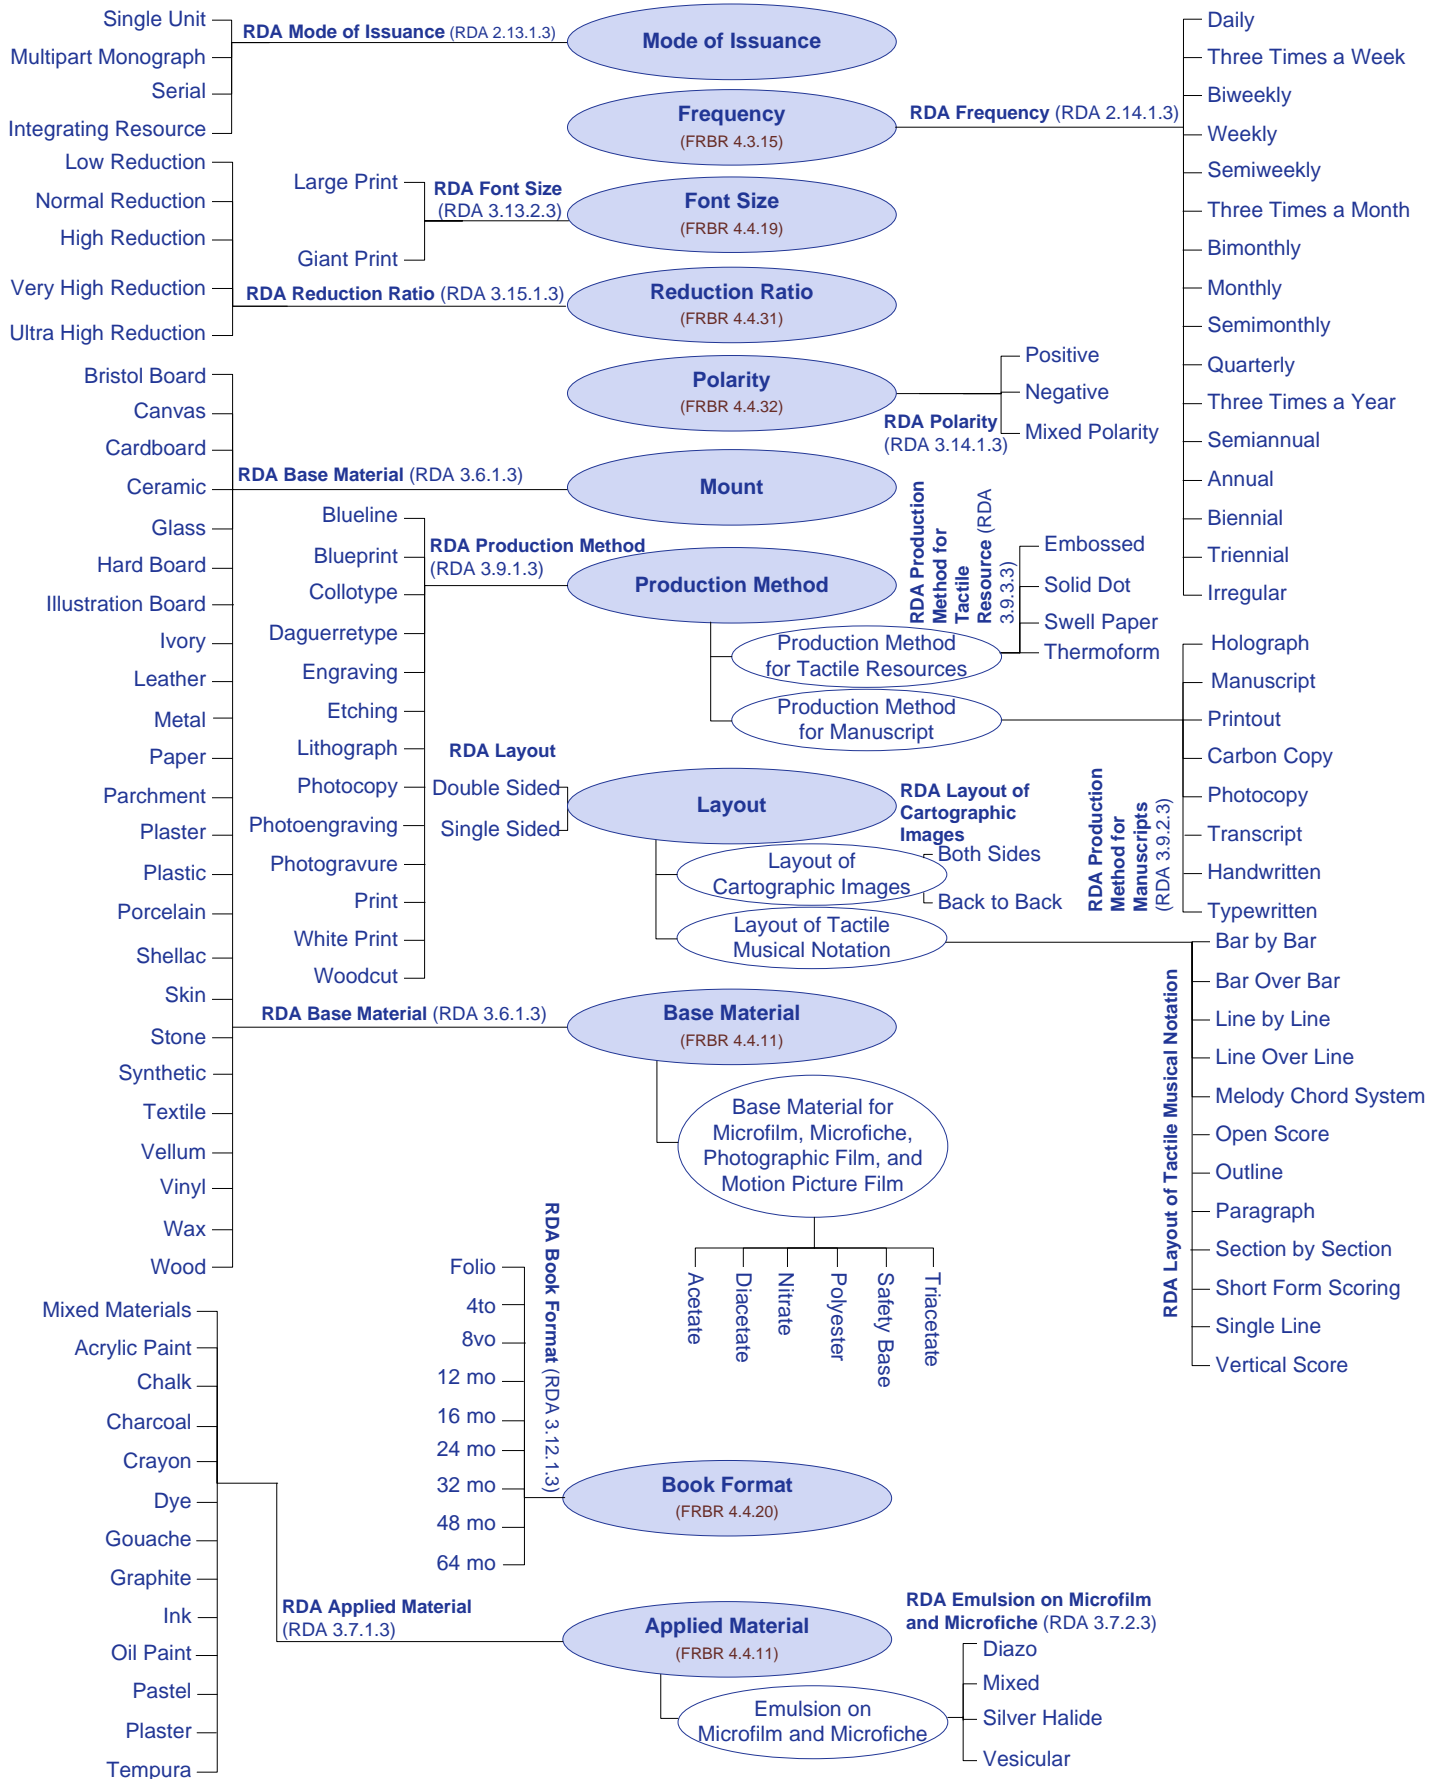 Single Unit
Multipart Monograph
Serial
Integrating Resource
RDA Mode of Issuance (RDA 2.13.1.3)
Mode of Issuance
Frequency
(FRBR 4.3.15)
RDA Frequency (RDA 2.14.1.3)
Daily
Three Times a Week
Biweekly
Weekly
Semiweekly
Three Times a Month
Bimonthly
Monthly
Semimonthly
Quarterly
Three Times a Year
Semiannual
Annual
Biennial
Triennial
Irregular
Large Print
Giant Print
RDA Font Size
(RDA 3.13.2.3)
Font Size
(FRBR 4.4.19)
Low Reduction
Normal Reduction
High Reduction
Very High Reduction
Ultra High Reduction
RDA Reduction Ratio (RDA 3.15.1.3)
Reduction Ratio
(FRBR 4.4.31)
Polarity
(FRBR 4.4.32)
RDA Polarity
(RDA 3.14.1.3)
Positive
Negative
Mixed Polarity
Bristol Board
Canvas
Cardboard
Ceramic
Glass
Hard Board
Illustration Board
Ivory
Leather
Metal
Paper
Parchment
Plaster
Plastic
Porcelain
Shellac
Skin
Stone
Synthetic
Textile
Vellum
Vinyl
Wax
Wood
RDA Base Material (RDA 3.6.1.3)
Mount
Blueline
Blueprint
Collotype
Daguerretype
Engraving
Etching
Lithograph
Photocopy
Photoengraving
Photogravure
Print
White Print
Woodcut
RDA Production Method
(RDA 3.9.1.3)
Production Method
Production Method
for Tactile Resources
RDA Production
Method for
Tactile
Resource (RDA
3.9.3.3)
Embossed
Solid Dot
Swell Paper
Thermoform
Production Method
for Manuscript
RDA Production
Method for
Manuscripts
(RDA 3.9.2.3)
Holograph
Manuscript
Printout
Carbon Copy
Photocopy
Transcript
Handwritten
Typewritten
RDA Layout
Double Sided
Single Sided
Layout
Layout of
Cartographic Images
RDA Layout of
Cartographic
Images
Both Sides
Back to Back
Layout of Tactile
Musical Notation
RDA Layout of Tactile Musical Notation
Bar by Bar
Bar Over Bar
Line by Line
Line Over Line
Melody Chord System
Open Score
Outline
Paragraph
Section by Section
Short Form Scoring
Single Line
Vertical Score
RDA Base Material (RDA 3.6.1.3)
Base Material
(FRBR 4.4.11)
Base Material for
Microfilm, Microfiche,
Photographic Film, and
Motion Picture Film
Acetate
Diacetate
Nitrate
Polyester
Safety Base
Triacetate
Folio
4to
8vo
12 mo
16 mo
24 mo
32 mo
48 mo
64 mo
RDA Book Format (RDA 3.12.1.3)
Book Format
(FRBR 4.4.20)
Mixed Materials
Acrylic Paint
Chalk
Charcoal
Crayon
Dye
Gouache
Graphite
Ink
Oil Paint
Pastel
Plaster
Tempura
RDA Applied Material
(RDA 3.7.1.3)
Applied Material
(FRBR 4.4.11)
Emulsion on
Microfilm and Microfiche
RDA Emulsion on Microfilm
and Microfiche (RDA 3.7.2.3)
Diazo
Mixed
Silver Halide
Vesicular